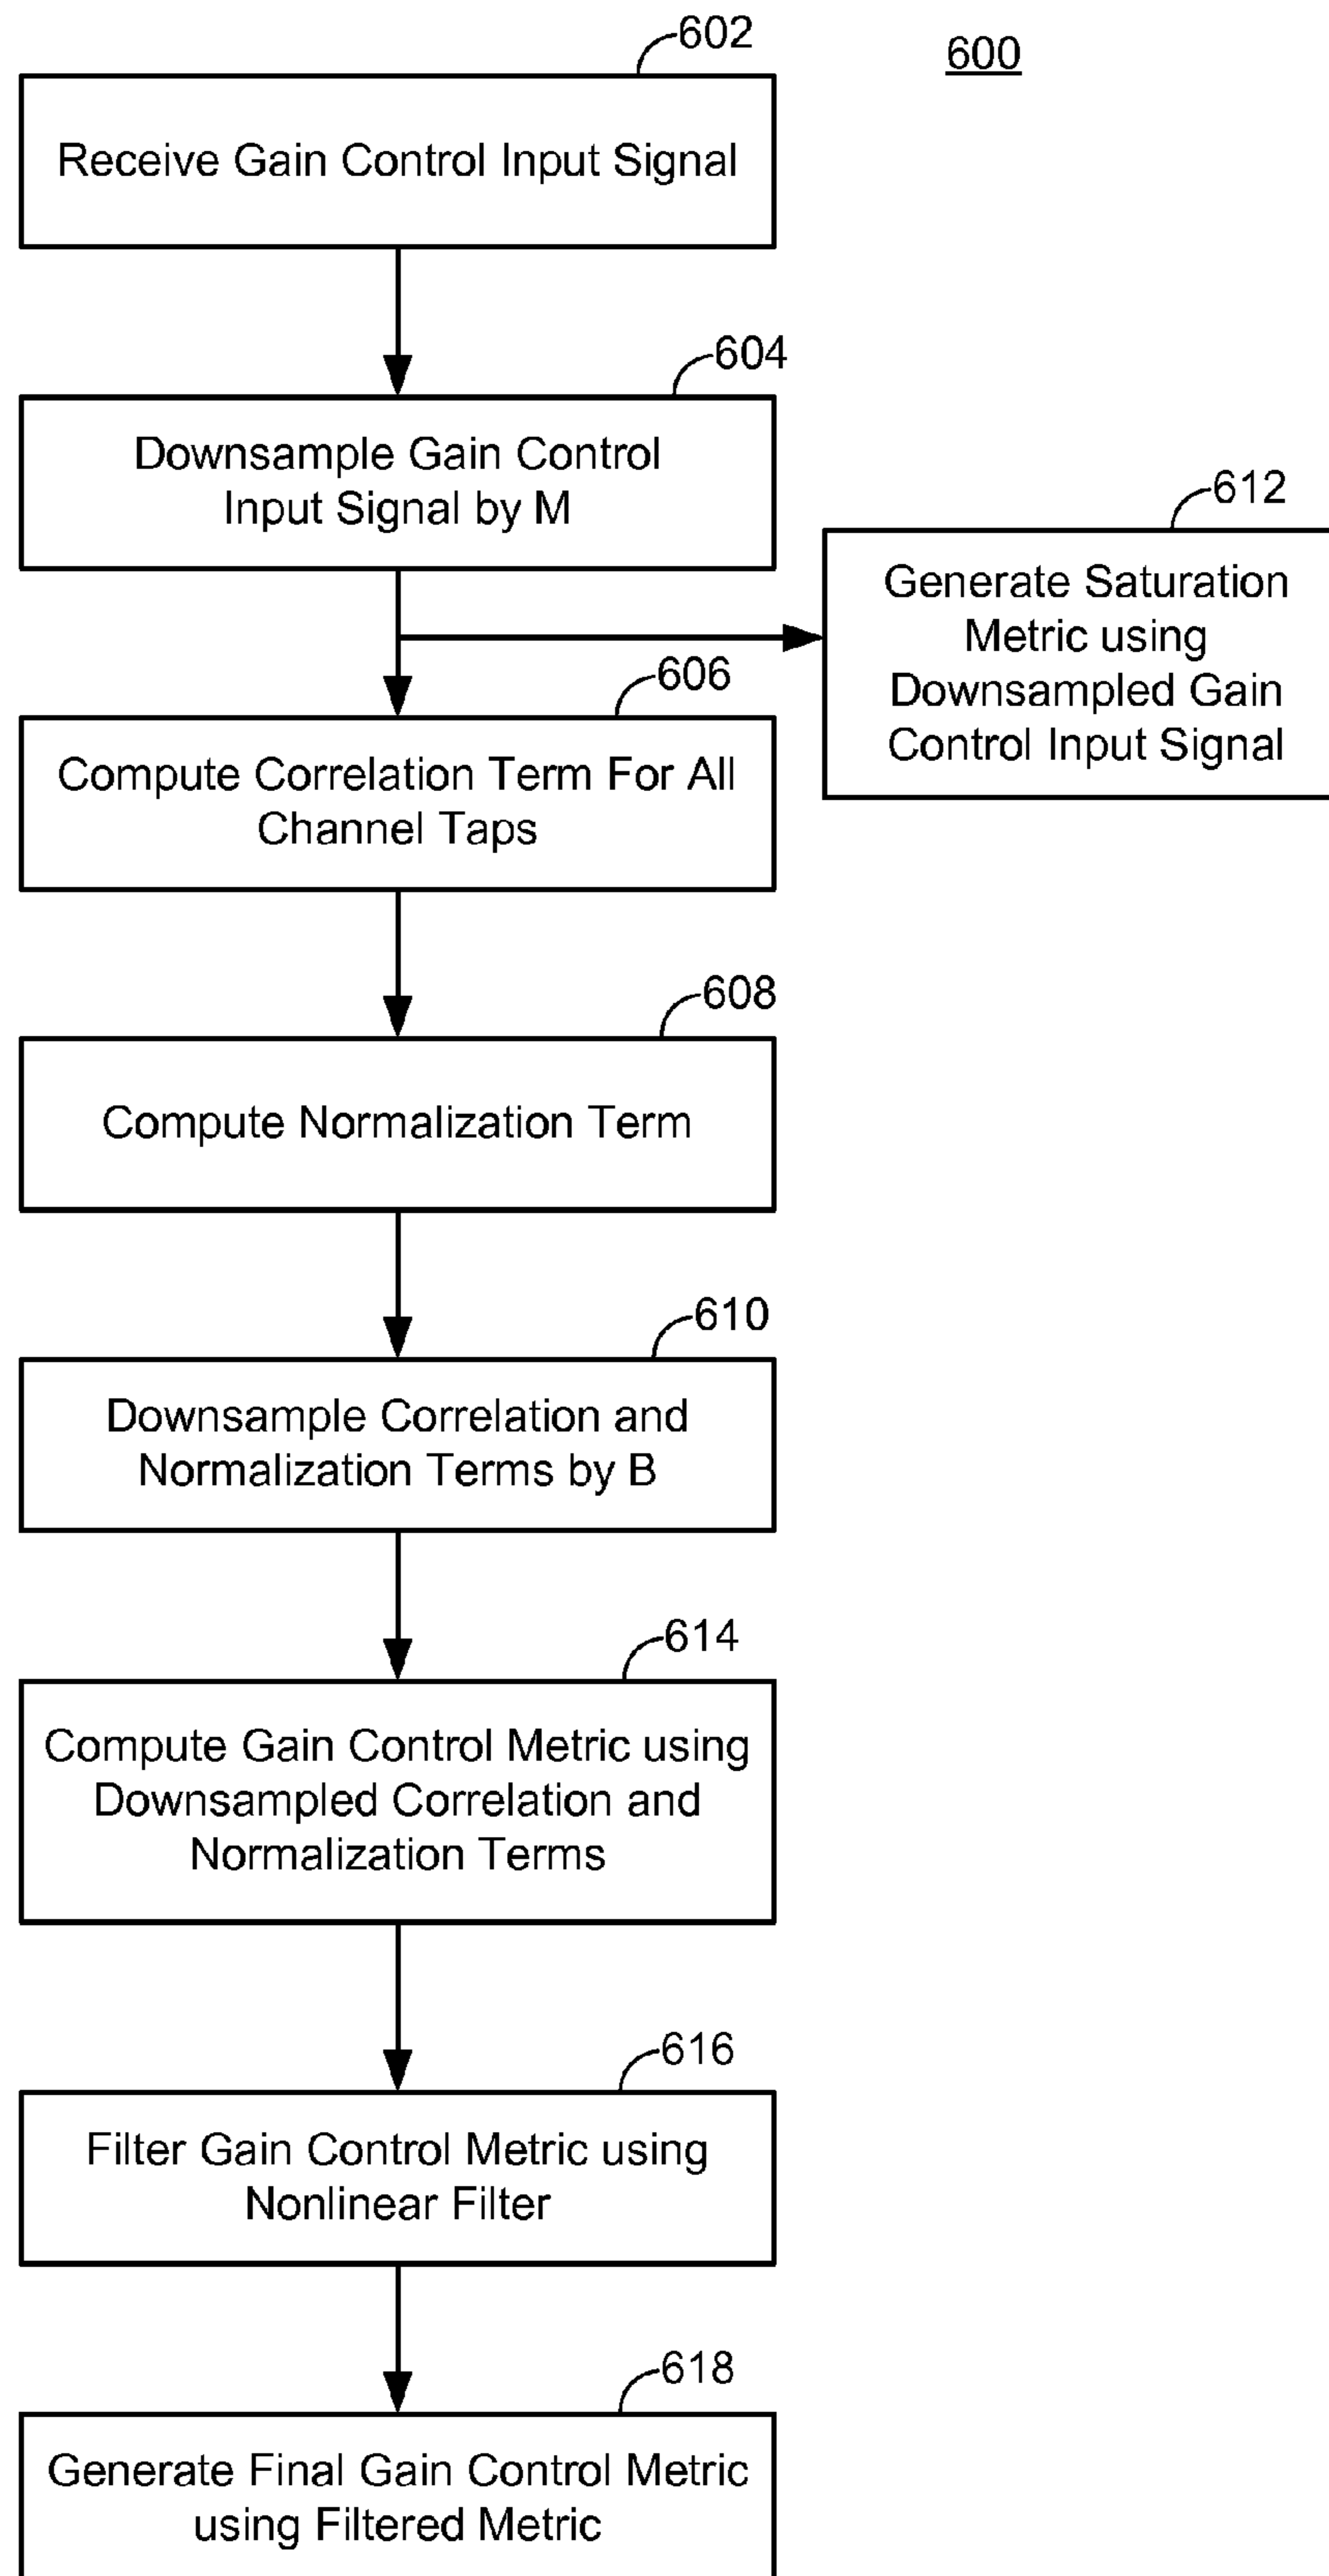 602
600
Receive Gain Control Input Signal
604
Downsample Gain Control
Input Signal by M
612
Generate Saturation
Metric using
Downsampled Gain
Control Input Signal
606
Compute Correlation Term For All
Channel Taps
608
Compute Normalization Term
610
Downsample Correlation and
Normalization Terms by B
614
Compute Gain Control Metric using
Downsampled Correlation and
Normalization Terms
616
Filter Gain Control Metric using
Nonlinear Filter
618
Generate Final Gain Control Metric
using Filtered Metric